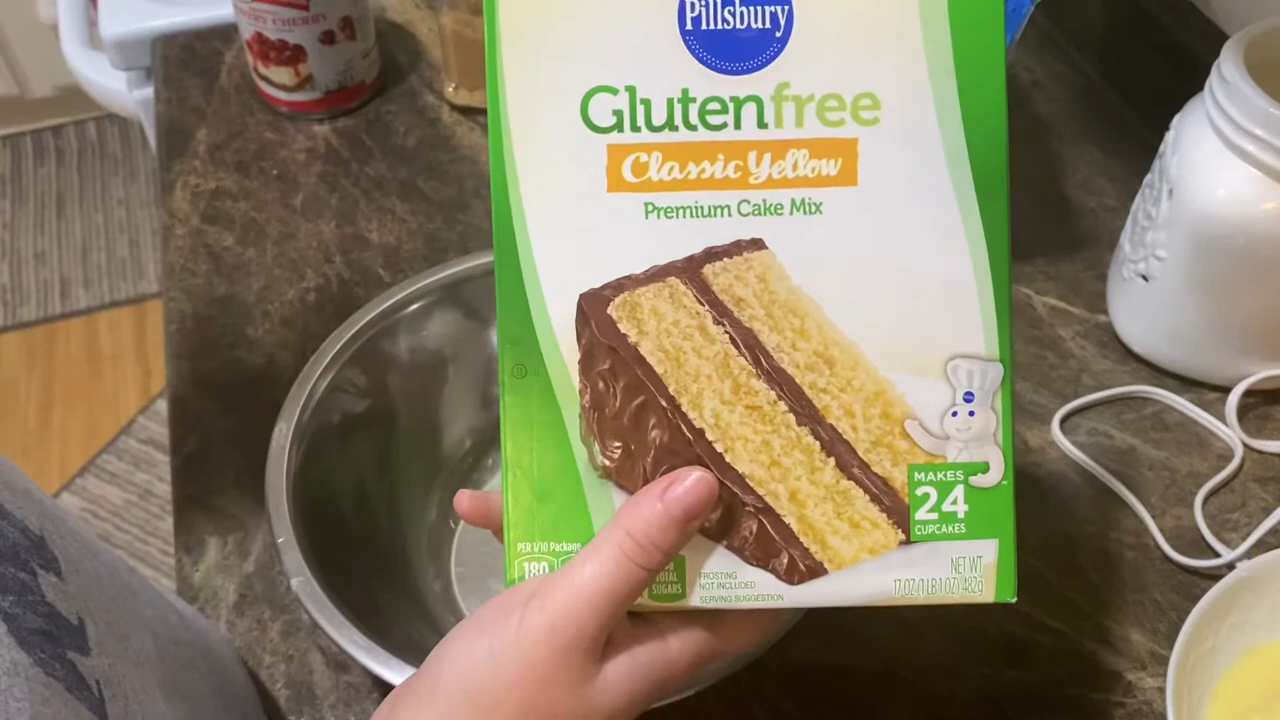 CHERRY
Pillsbury
Glutenfree
Classic Yellow
Premium Cake Mix
MAKES
24
CUPCAKES
PER 1/10 Package
180
TOTAL
SUGARS
FROSTING
NOT INCLUDED
SERVING SUGGESTION
NET WT
17 OZ (1 LB 1 OZ) 482g